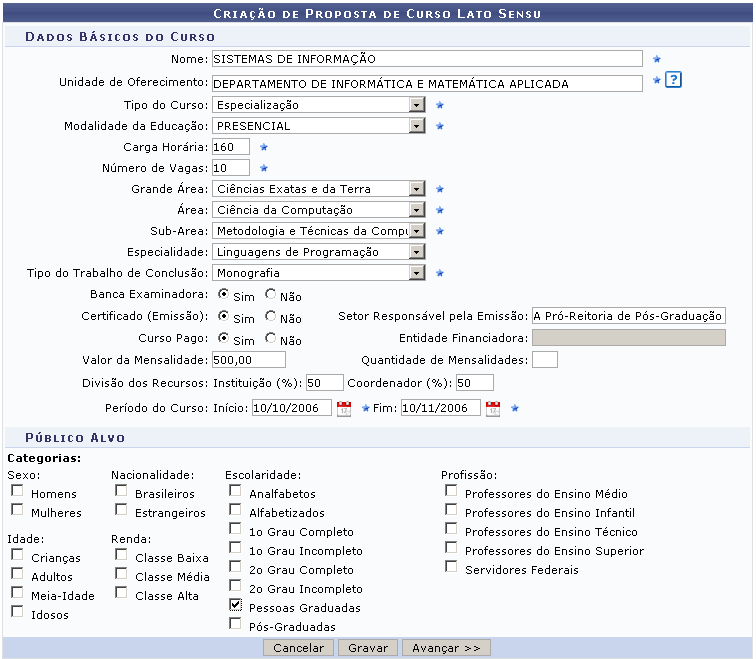 Criação de Proposta de Curso Lato Sensu
Dados Básicos do Curso
Nome: SISTEMAS DE INFORMAÇÃO
Unidade de Oferecimento: DEPARTAMENTO DE INFORMÁTICA E MATEMÁTICA APLICADA ?
Tipo do Curso: Especialização
Modalidade da Educação: PRESENCIAL
Carga Horária: 160
Número de Vagas: 10
Grande Área: Ciências Exatas e da Terra
Área: Ciência da Computação
Sub-Area: Metodologia e Técnicas da Compu
Especialidade: Linguagens de Programação
Tipo do Trabalho de Conclusão: Monografia
Banca Examinadora: Sim Não
Certificado (Emissão): Sim Não Setor Responsável pela Emissão: A Pró-Reitoria de Pós-Graduação
Curso Pago: Sim Não Entidade Financiadora:
Valor da Mensalidade: 500,00 Quantidade de Mensalidades:
Divisão dos Recursos: Instituição (%): 50 Coordenador (%): 50
Período do Curso: Início: 10/10/2006 Fim: 10/11/2006
Público Alvo
Categorias:
Sexo: Nacionalidade: Escolaridade: Profissão:
Homens Brasileiros Analfabetos Professores do Ensino Médio
Mulheres Estrangeiros Alfabetizados Professores do Ensino Infantil
1o Grau Completo Professores do Ensino Técnico
Idade: Renda:
Crianças Classe Baixa 1o Grau Incompleto Professores do Ensino Superior
Adultos Classe Média 2o Grau Completo Servidores Federais
Meia-Idade Classe Alta 2o Grau Incompleto
Idosos Pessoas Graduadas
Pós-Graduadas
Cancelar Gravar Avançar >>